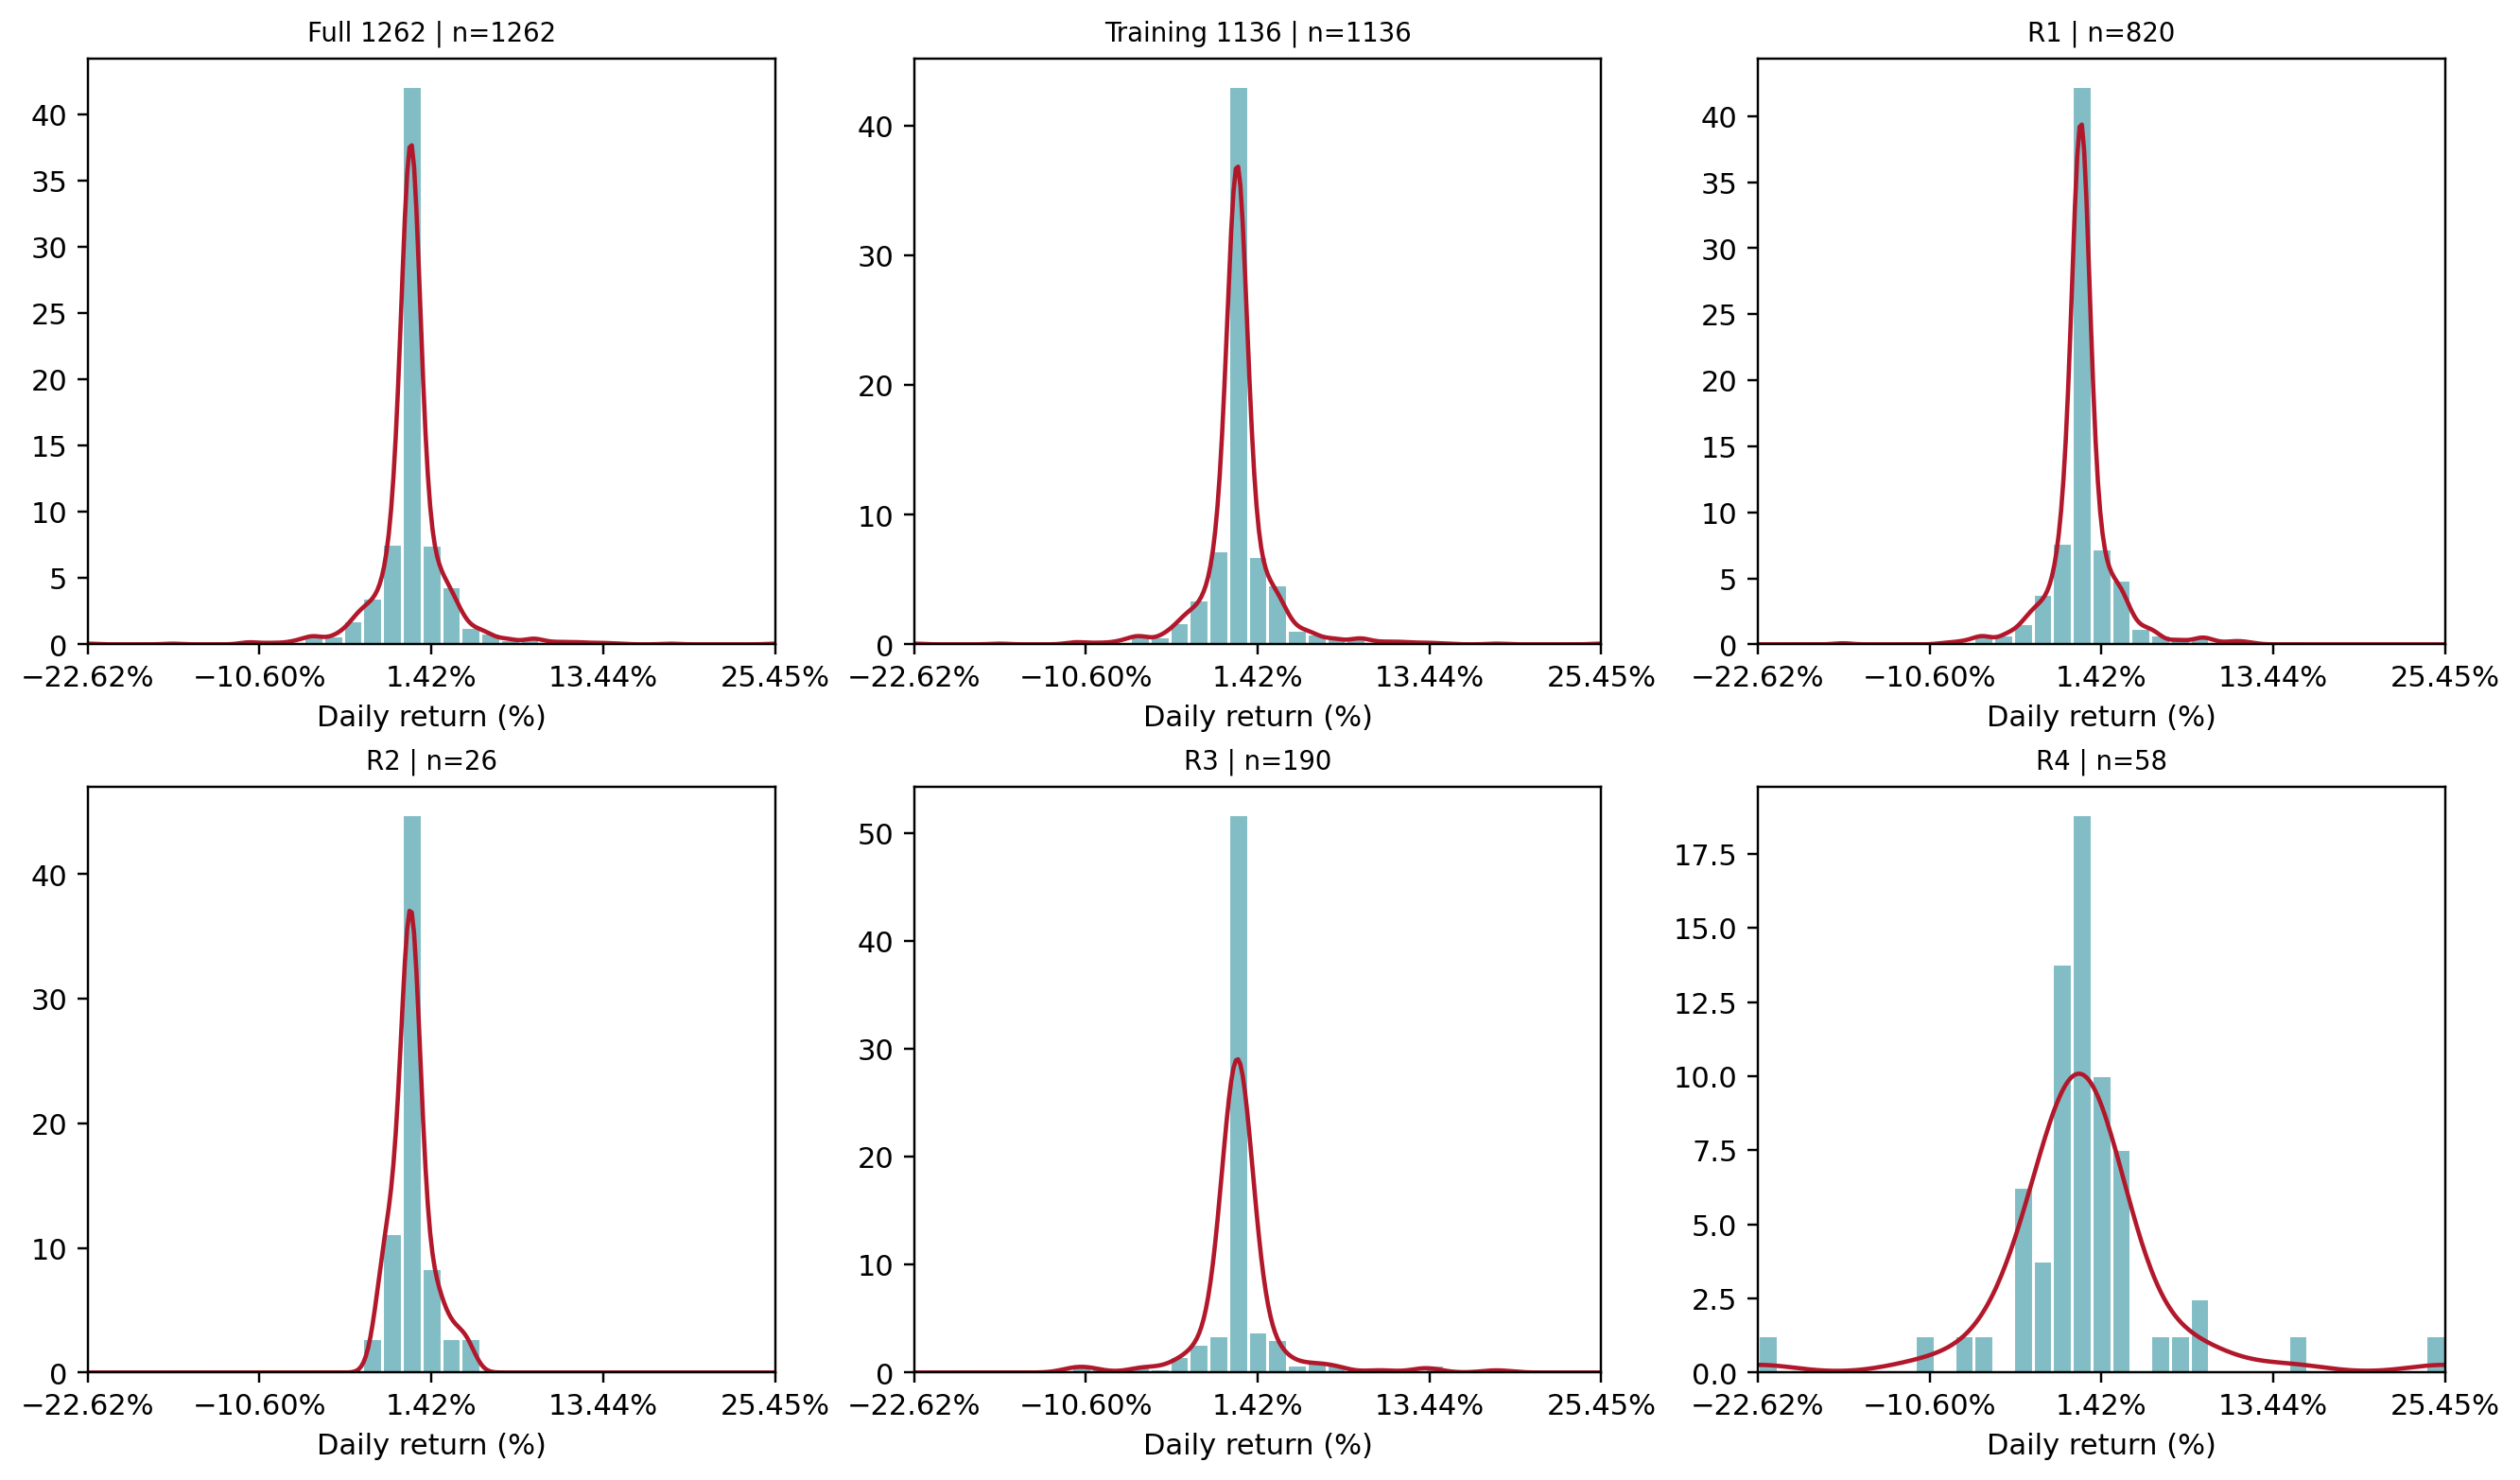 Full 1262 | n=1262
40
35
30
25
20
15
10
5
0
−22.62% −10.60% 1.42% 13.44% 25.45%
Daily return (%)
Training 1136 | n=1136
40
30
20
10
0
−22.62% −10.60% 1.42% 13.44% 25.45%
Daily return (%)
R1 | n=820
40
35
30
25
20
15
10
5
0
−22.62% −10.60% 1.42% 13.44% 25.45%
Daily return (%)
R2 | n=26
40
30
20
10
0
−22.62% −10.60% 1.42% 13.44% 25.45%
Daily return (%)
R3 | n=190
50
40
30
20
10
0
−22.62% −10.60% 1.42% 13.44% 25.45%
Daily return (%)
R4 | n=58
17.5
15.0
12.5
10.0
7.5
5.0
2.5
0.0
−22.62% −10.60% 1.42% 13.44% 25.45%
Daily return (%)